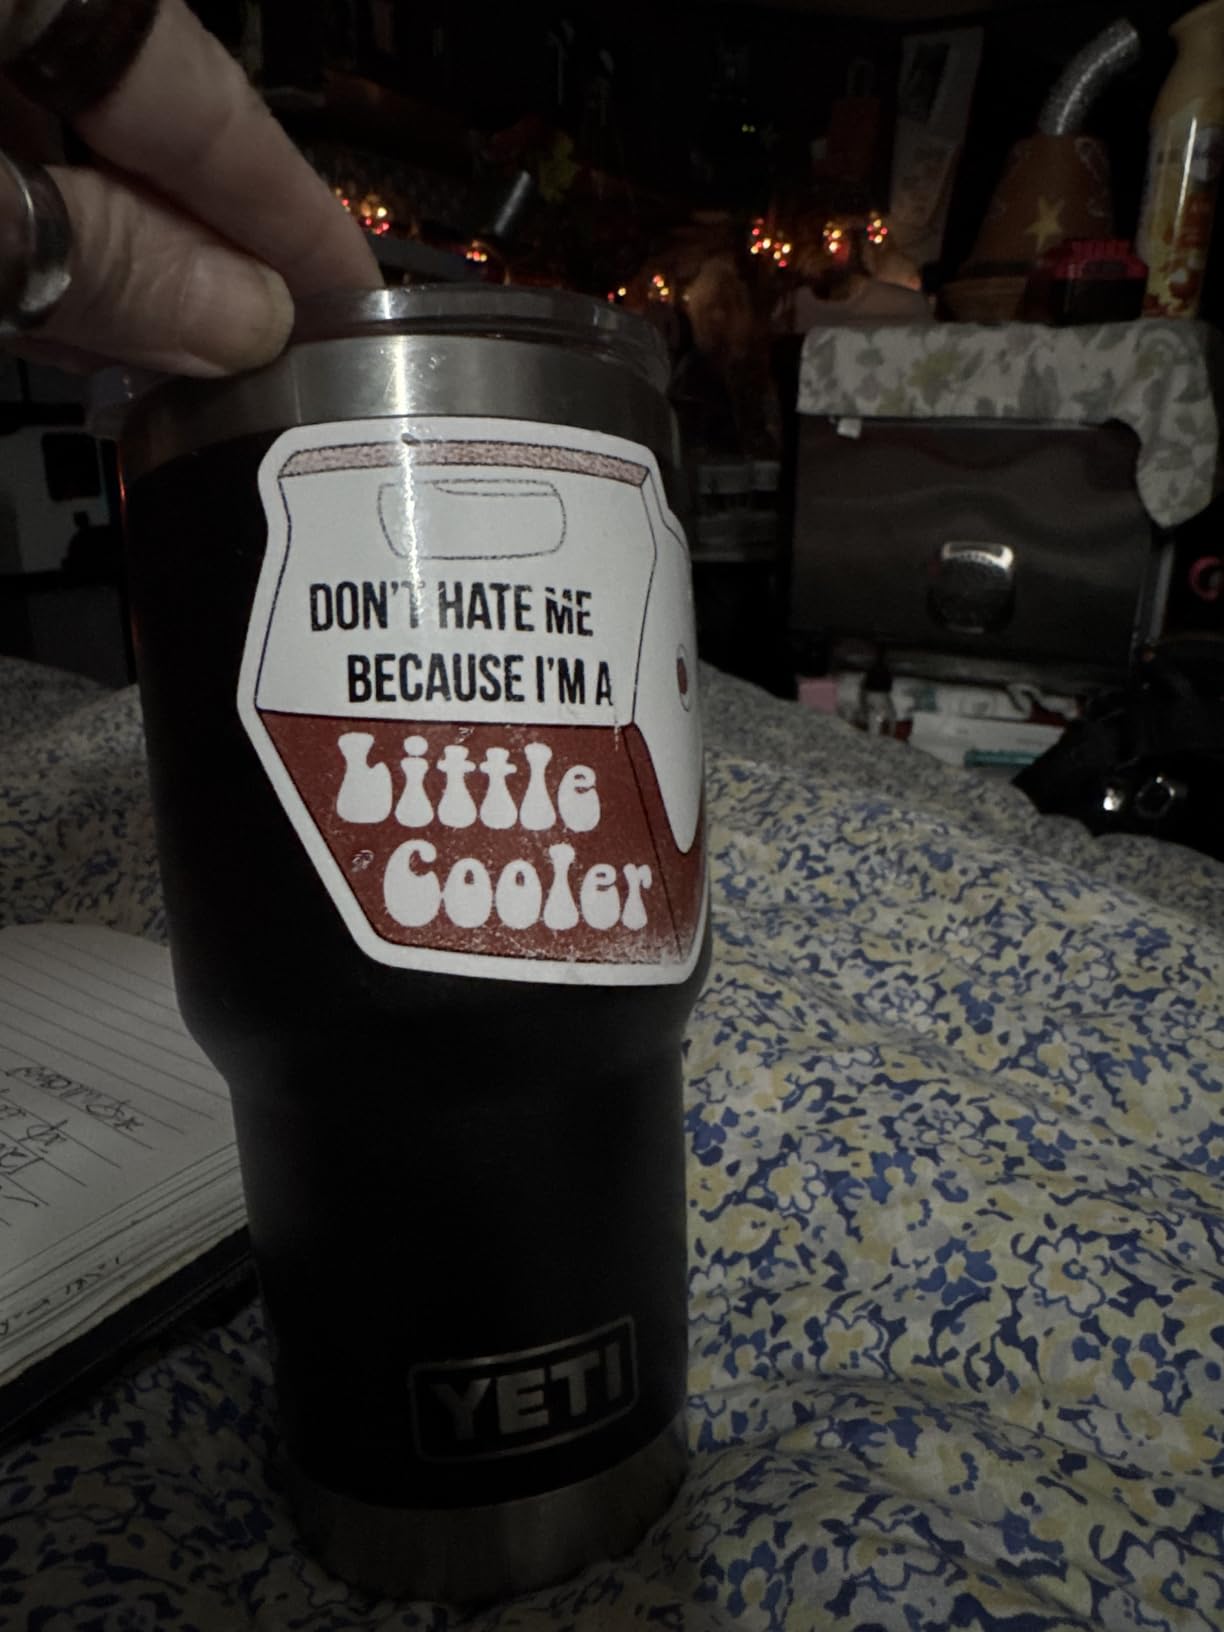 DON'T HATE ME
BECAUSE I'M A
Little
Cooler
YETI